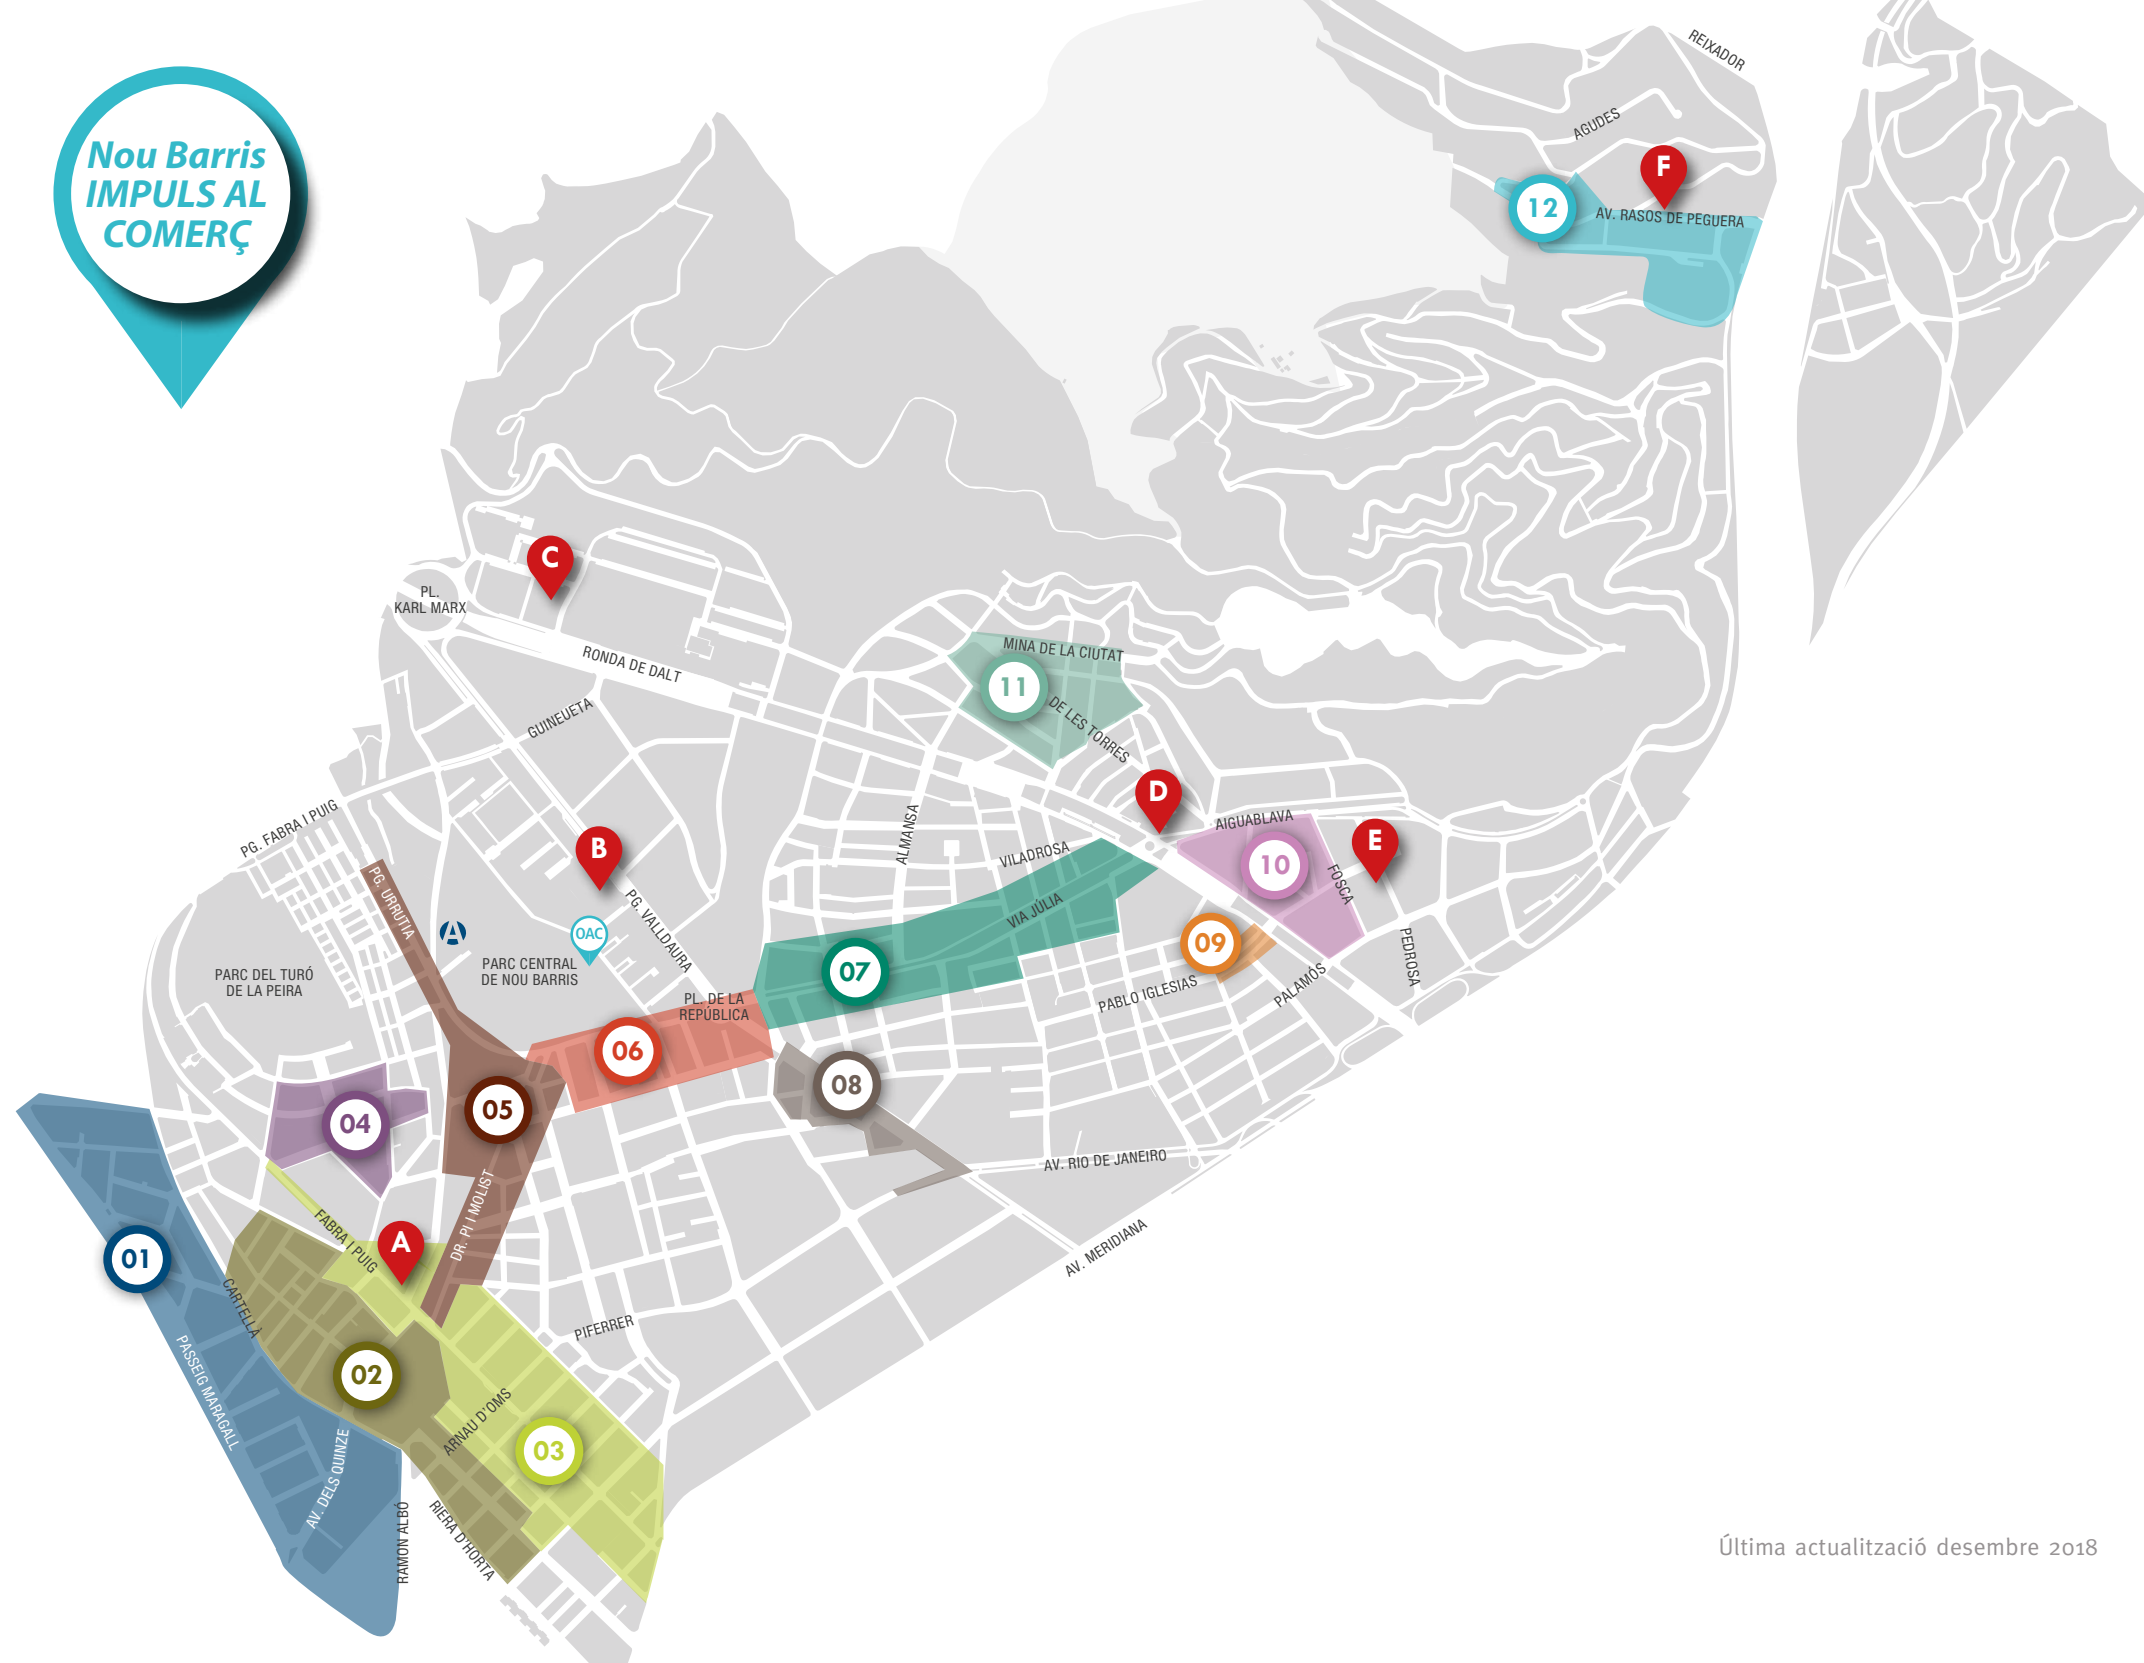 Nou Barris
IMPULS AL
COMERÇ
REIXADOR
AGUDES
F
12
AV. RASOS DE PEGUERA
C
PL.
KARL MARX
RONDA DE DALT
GUINEUETA
MINA DE LA CIUTAT
11
DE LES TORRES
D
PG. FABRA I PUIG
ALMANSA
AIGUABLAVA
B
VILADROSA
10
E
FOSCA
PG. URRUTIA
PG. VALLDAURA
VIA JÚLIA
A
OAC
09
PEDROSA
PARC DEL TURÓ
DE LA PEIRA
PARC CENTRAL
DE NOU BARRIS
07
PABLO IGLESIAS
PALAMÓS
PL. DE LA
REPÚBLICA
06
08
05
04
AV. RIO DE JANEIRO
DR. PI I MOLIST
FABRA I PUIG
A
01
AV. MERIDIANA
CARTELLÀ
PIFERRER
PASSEIG MARAGALL
02
ARNAU D'OMS
03
AV. DELS QUINZE
RAMON ALBÓ
RIERA D'HORTA
Última actualització desembre 2018